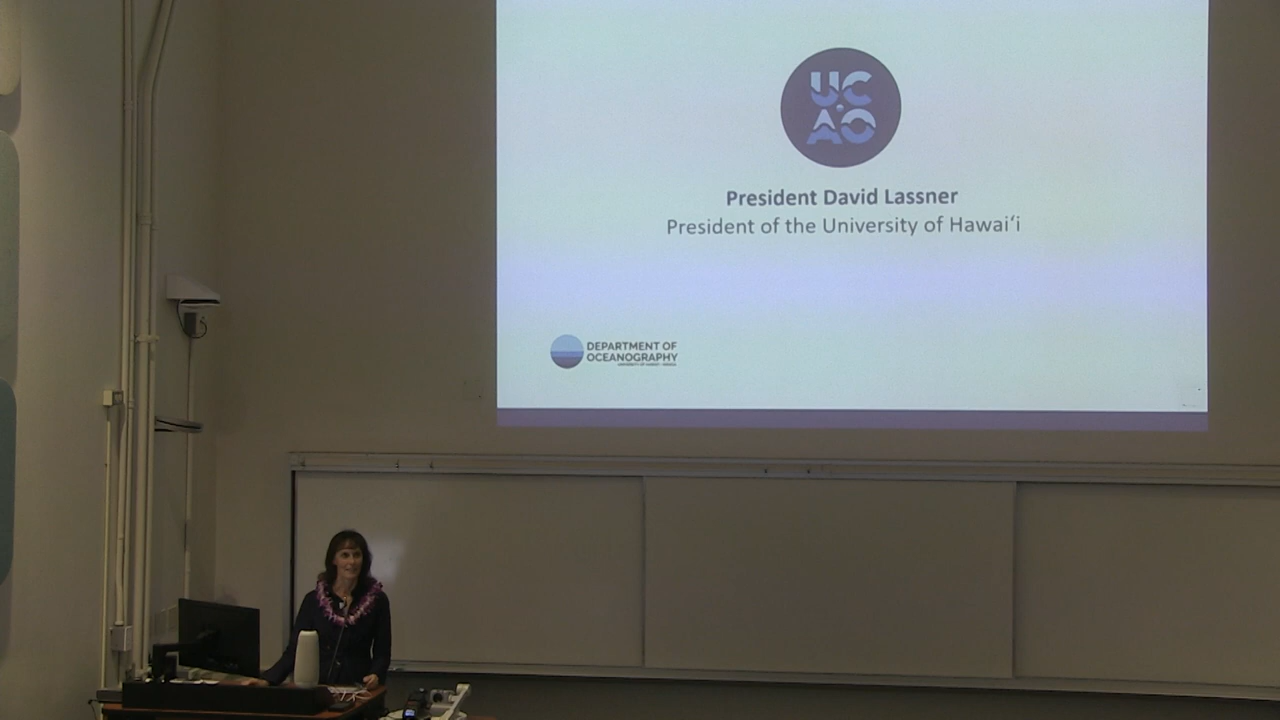 UC
AO
President David Lassner
President of the University of Hawaiʻi
DEPARTMENT OF
OCEANOGRAPHY